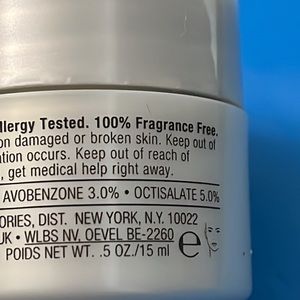 llergy Tested. 100% Fragrance Free.
on damaged or broken skin. Keep out of
ation occurs. Keep out of reach of
, get medical help right away.
AVOBENZONE 3.0% • OCTISALATE 5.0%
ORIES, DIST. NEW YORK, N.Y. 10022
UK • WLBS NV, OEVEL BE-2260 e
POIDS NET WT. .5 OZ./15 ml